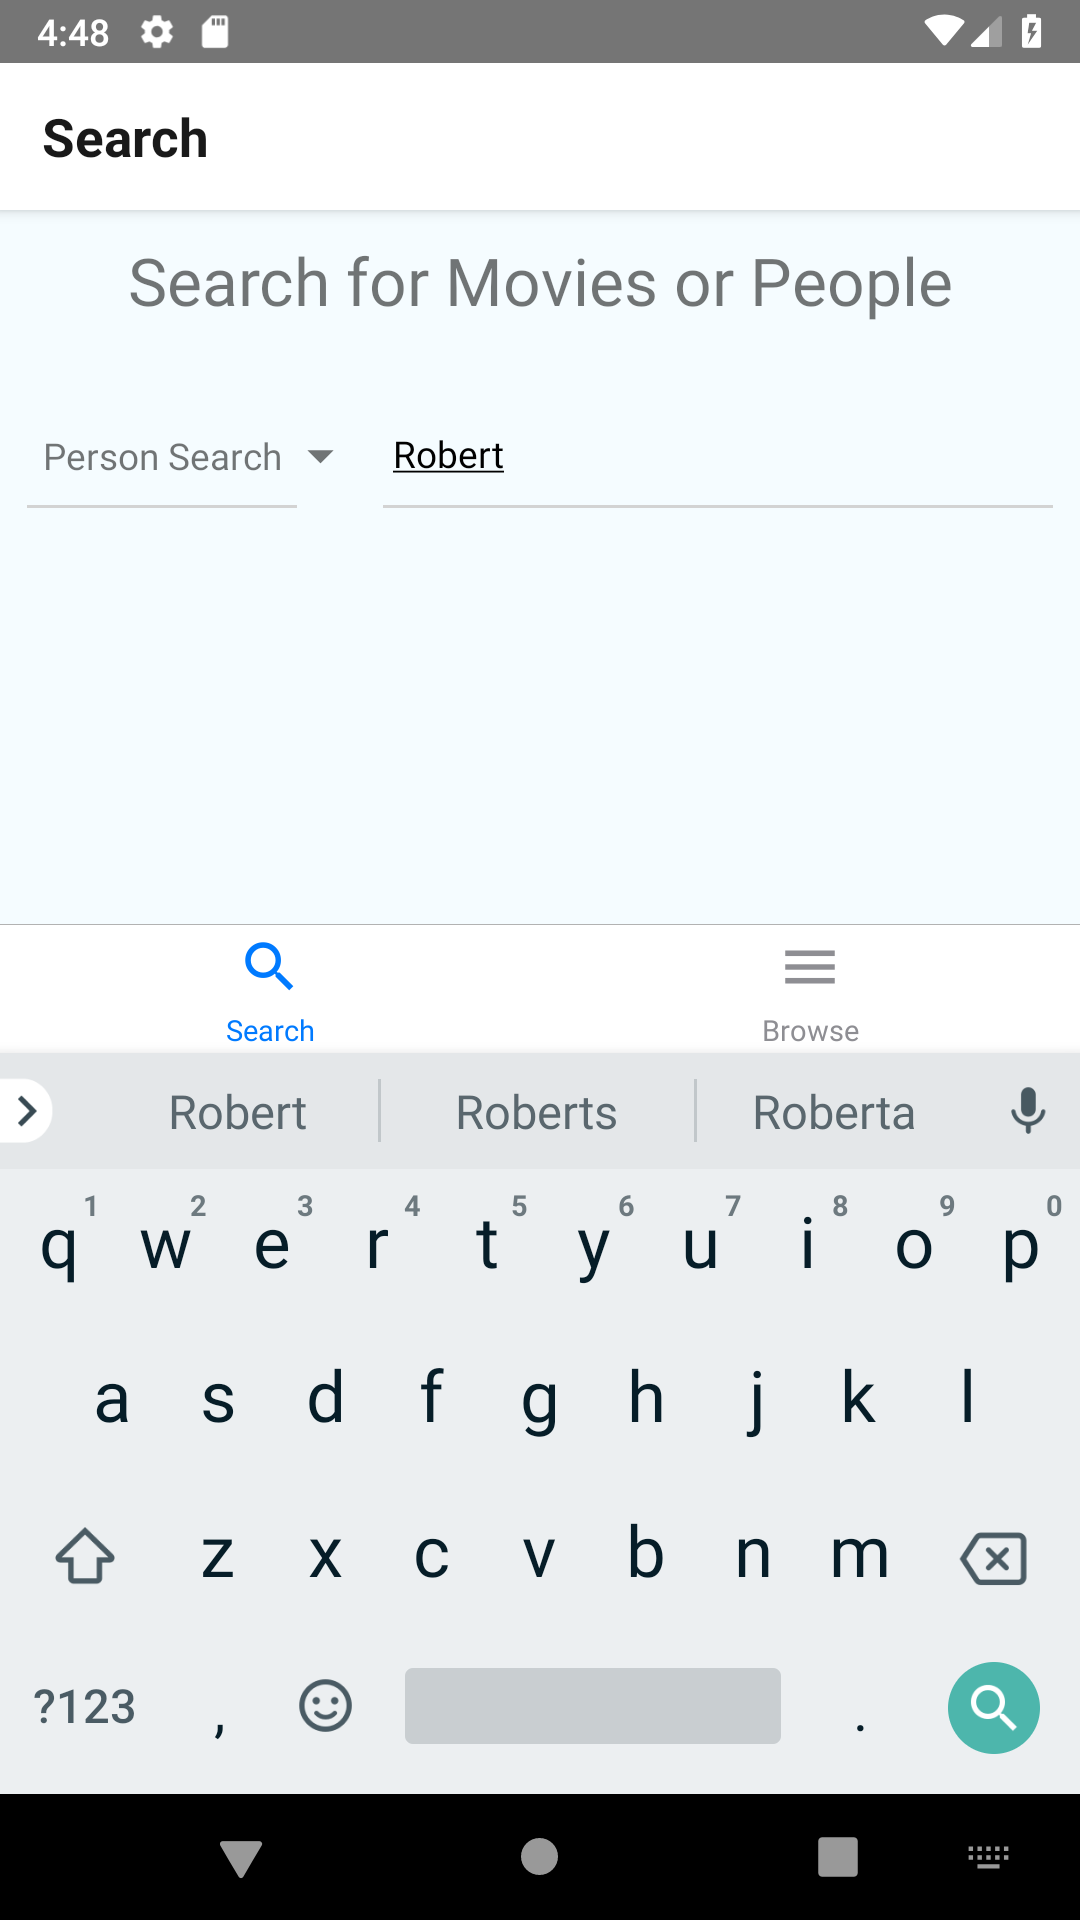 4:48
Search
Search for Movies or People
Person Search Robert
Search Browse
Robert Roberts Roberta
1 2 3 4 5 6 7 8 9 0
q w e r t y u i o p
a s d f g h j k l
z x c v b n m
?123 , .